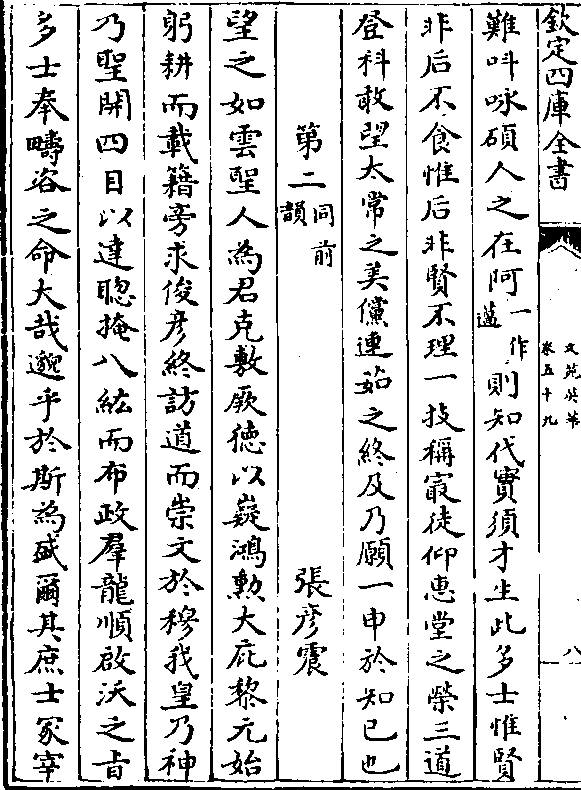 欽定四庫全書
文苑英華
卷五十九
八
難叫咏碩人之在阿一作薖則知代實須才生此多士惟賢
非后不食惟后非賢不理一技稱寂徒仰惠堂之榮三道
登科敢望太常之美儻連茹之終及乃願一申於知已也
第二同前韻
張彥震
望之如雲聖人為君克敷厥德以嶷鴻勲大庇黎元始
躬耕而載籍旁求俊彦終訪道而崇文於穆我皇乃神
乃聖開四目以達聰掩八紘而布政羣龍順啟沃之旨
多士奉疇咨之命大哉邈乎於斯為盛爾其庶士冢宰